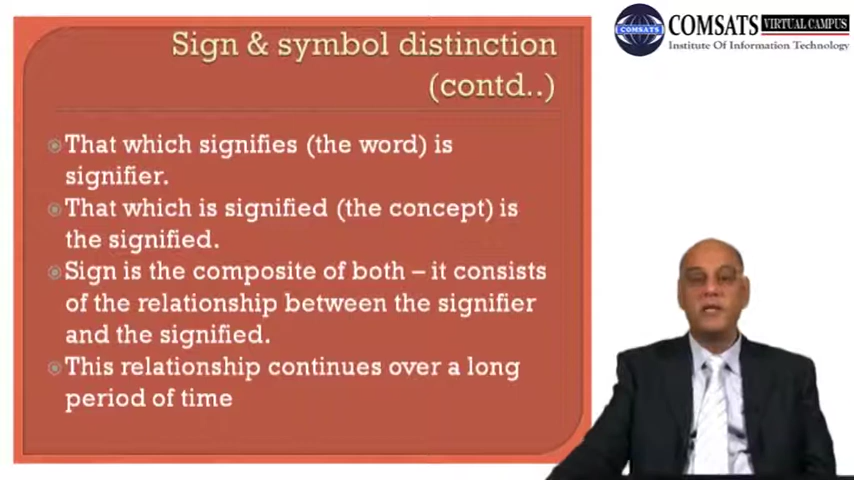 Sign & symbol distinction
(contd..)
That which signifies (the word) is
signifier.
That which is signified (the concept) is
the signified.
Sign is the composite of both – it consists
of the relationship between the signifier
and the signified.
This relationship continues over a long
period of time
COMSATS
COMSATS VIRTUAL CAMPUS
Institute Of Information Technology